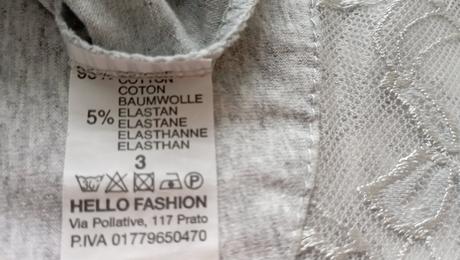 95% COTTON
COTON
BAUMWOLLE
5% ELASTAN
ELASTANE
ELASTHANNE
ELASTHAN
3
HELLO FASHION
Via Pollative, 117 Prato
P.IVA 01779650470